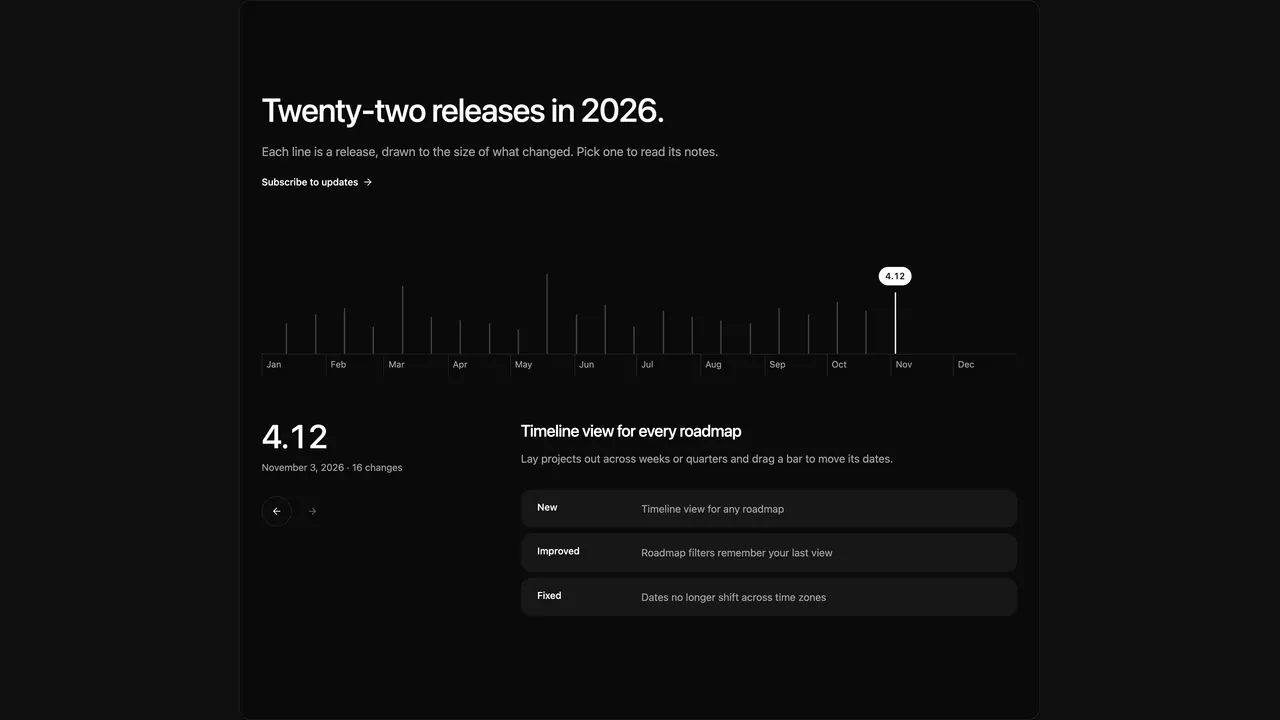 Twenty-two releases in 2026.
Each line is a release, drawn to the size of what changed. Pick one to read its notes.
Subscribe to updates →
4.12
Jan Feb Mar Apr May Jun Jul Aug Sep Oct Nov Dec
4.12
November 3, 2026 · 16 changes
Timeline view for every roadmap
Lay projects out across weeks or quarters and drag a bar to move its dates.
New Timeline view for any roadmap
Improved Roadmap filters remember your last view
Fixed Dates no longer shift across time zones